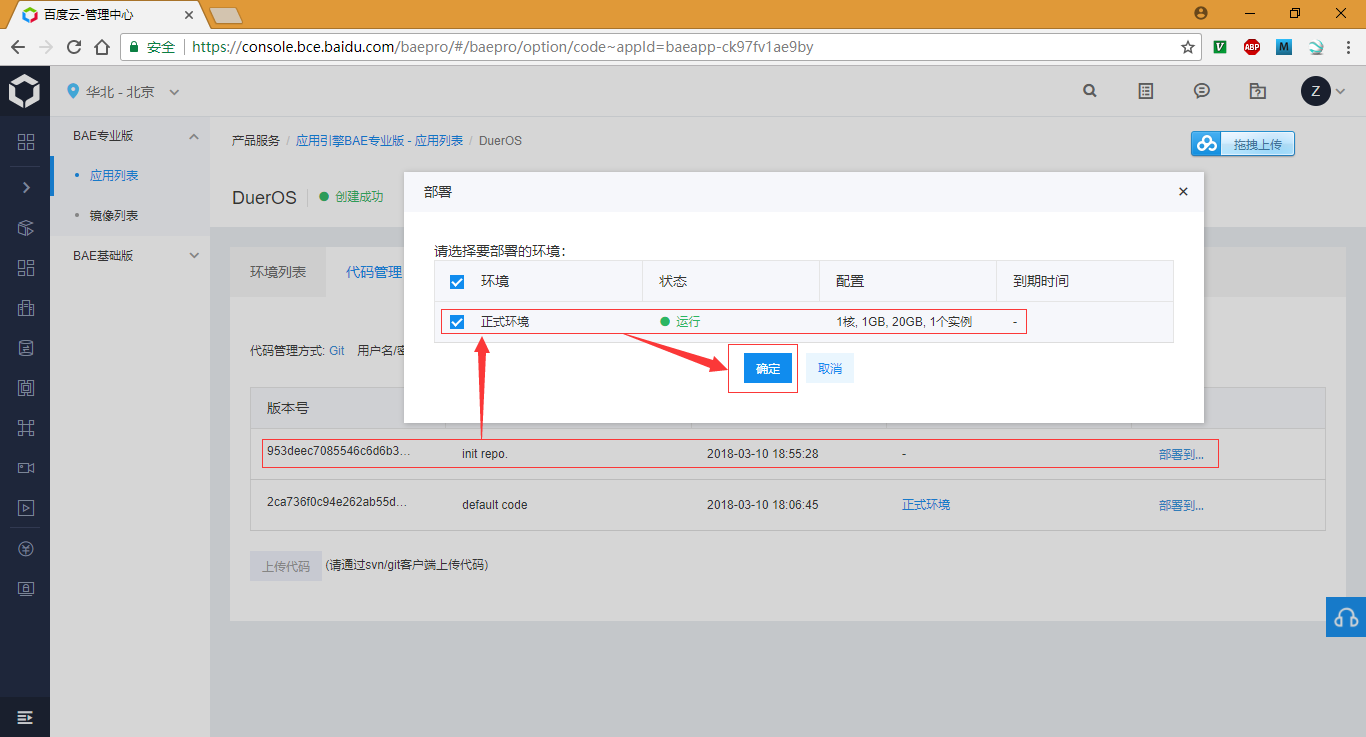 百度云-管理中心
安全 https://console.bce.baidu.com/baepro/#/baepro/option/code~appId=baeapp-ck97fv1ae9by
V ABP M
华北 - 北京
Z
BAE专业版
应用列表
镜像列表
BAE基础版
产品服务 / 应用引擎BAE专业版 - 应用列表 / DuerOS
拖拽上传
DuerOS 创建成功
环境列表 代码管理
部署
请选择要部署的环境:
环境 状态 配置 到期时间
正式环境 运行 1核, 1GB, 20GB, 1个实例 -
确定 取消
代码管理方式: Git 用户名/
版本号
953deec7085546c6d6b3... init repo. 2018-03-10 18:55:28 - 部署到...
2ca736f0c94e262ab55d... default code 2018-03-10 18:06:45 正式环境 部署到...
上传代码 (请通过svn/git客户端上传代码)